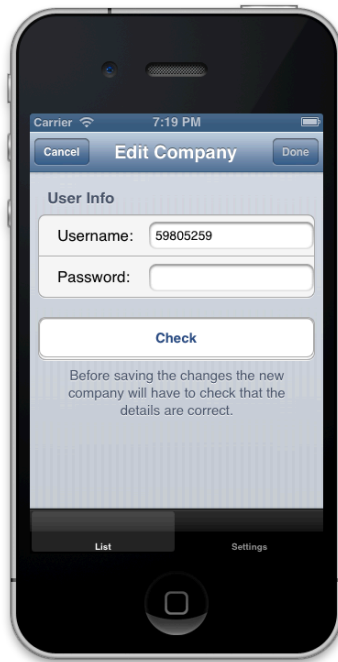 Carrier 7:19 PM
Cancel Edit Company Done
User Info
Username: 59805259
Password:
Check
Before saving the changes the new
company will have to check that the
details are correct.
List Settings